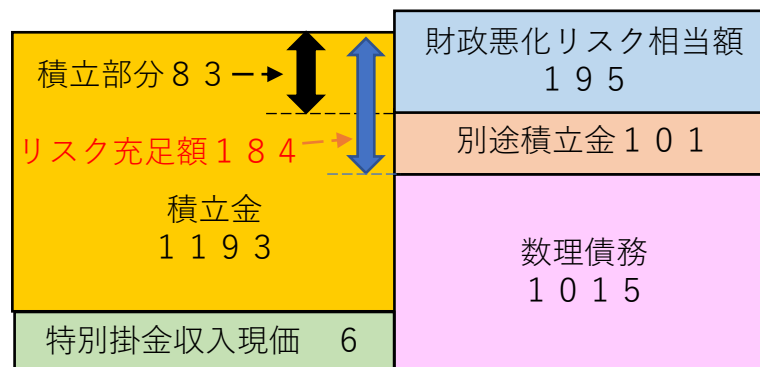 積立部分８３
リスク充足額１８４
積立金
１１９３
特別掛金収入現価　６
財政悪化リスク相当額
１９５
別途積立金１０１
数理債務
１０１５